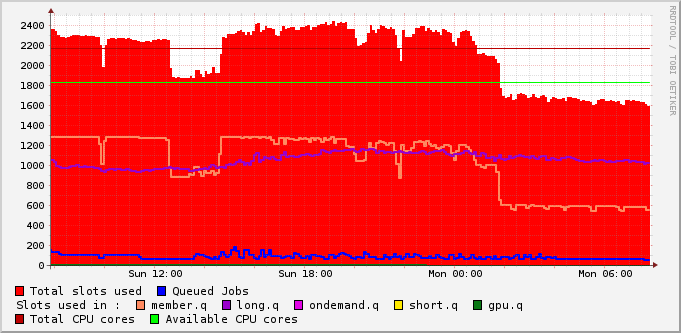 RRDTOOL / TOBI OETIKER
2400
2200
2000
1800
1600
1400
1200
1000
800
600
400
200
0
Sun 12:00 Sun 18:00 Mon 00:00 Mon 06:00
Total slots used Queued Jobs
Slots used in : member.q long.q ondemand.q short.q gpu.q
Total CPU cores Available CPU cores